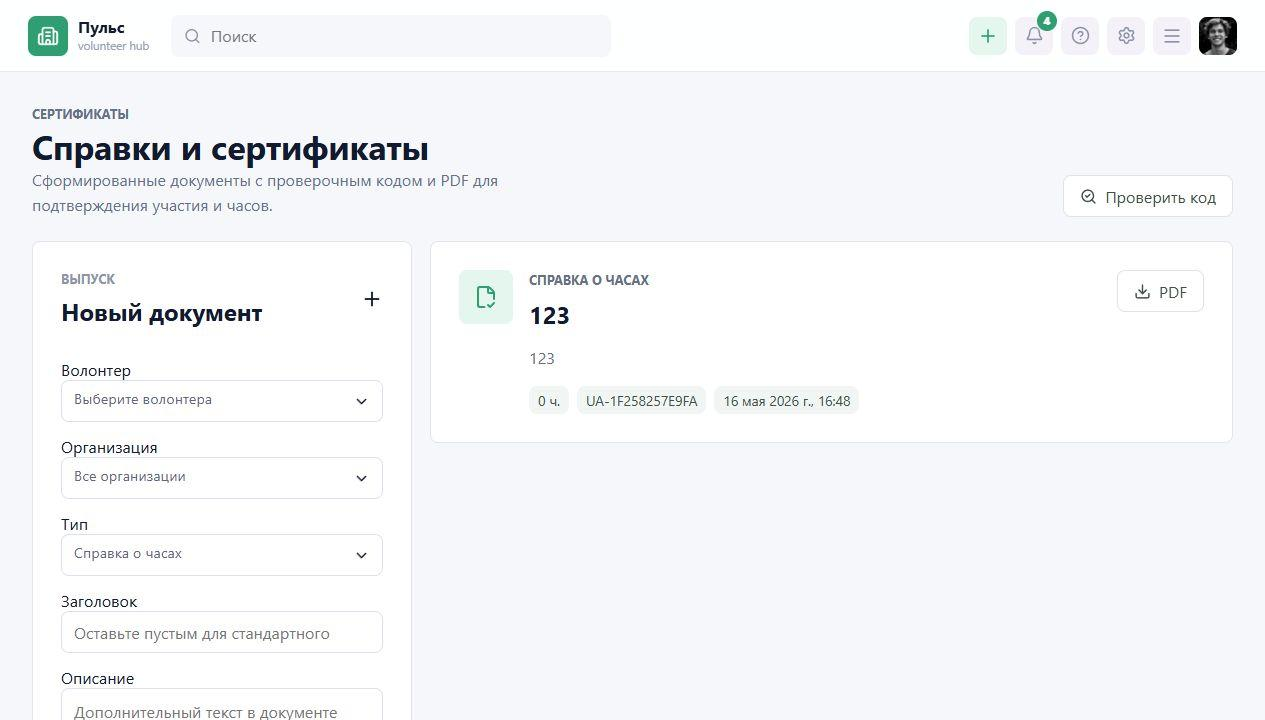 Пульс
volunteer hub
Поиск
4
СЕРТИФИКАТЫ
Справки и сертификаты
Сформированные документы с проверочным кодом и PDF для
подтверждения участия и часов.
Проверить код
ВЫПУСК
Новый документ
Волонтер
Выберите волонтера
Организация
Все организации
Тип
Справка о часах
Заголовок
Оставьте пустым для стандартного
Описание
Дополнительный текст в документе
СПРАВКА О ЧАСАХ
123
123
0 ч.
UA-1F258257E9FA
16 мая 2026 г., 16:48
PDF